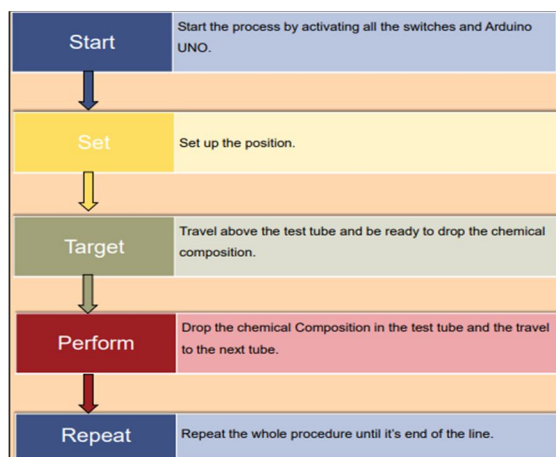 Start
Start the process by activating all the switches and Arduino
UNO.
Set
Set up the position.
Target
Travel above the test tube and be ready to drop the chemical
composition.
Perform
Drop the chemical Composition in the test tube and the travel
to the next tube.
Repeat
Repeat the whole procedure until it's end of the line.